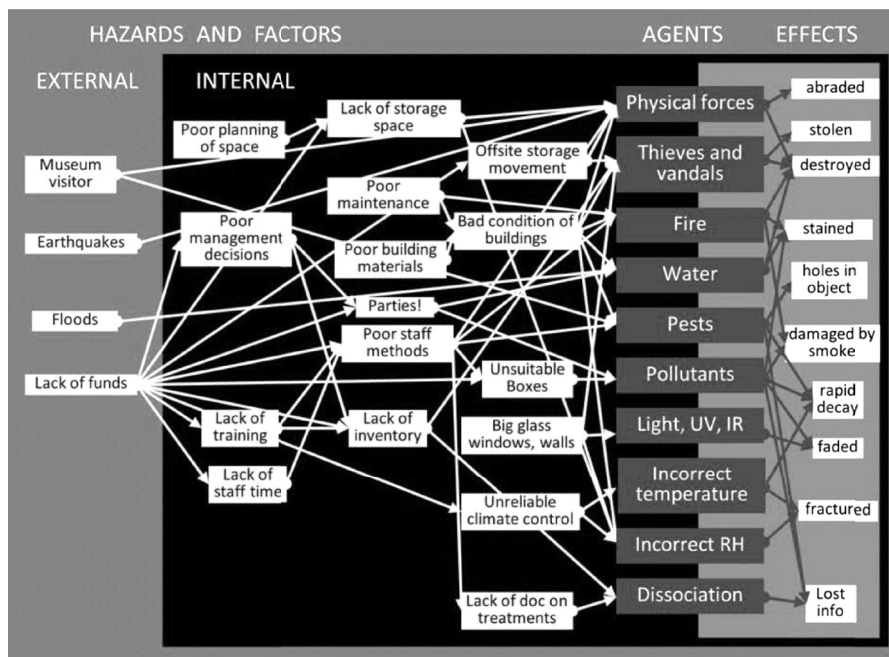 HAZARDS AND FACTORS
AGENTS
EFFECTS
EXTERNAL
INTERNAL
Museum
visitor
Earthquakes
Floods
Lack of funds
Poor planning
of space
Poor
management
decisions
Lack of
training
Lack of
staff time
Lack of storage
space
Poor
maintenance
Poor building
materials
Parties!
Poor staff
methods
Lack of
inventory
Offsite storage
movement
Bad condition of
buildings
Unsuitable
Boxes
Big glass
windows, walls
Unreliable
climate control
Lack of doc on
treatments
Physical forces
Thieves and
vandals
Fire
Water
Pests
Pollutants
Light, UV, IR
Incorrect
temperature
Incorrect RH
Dissociation
abraded
stolen
destroyed
stained
holes in
object
damaged by
smoke
rapid
decay
faded
fractured
Lost
info